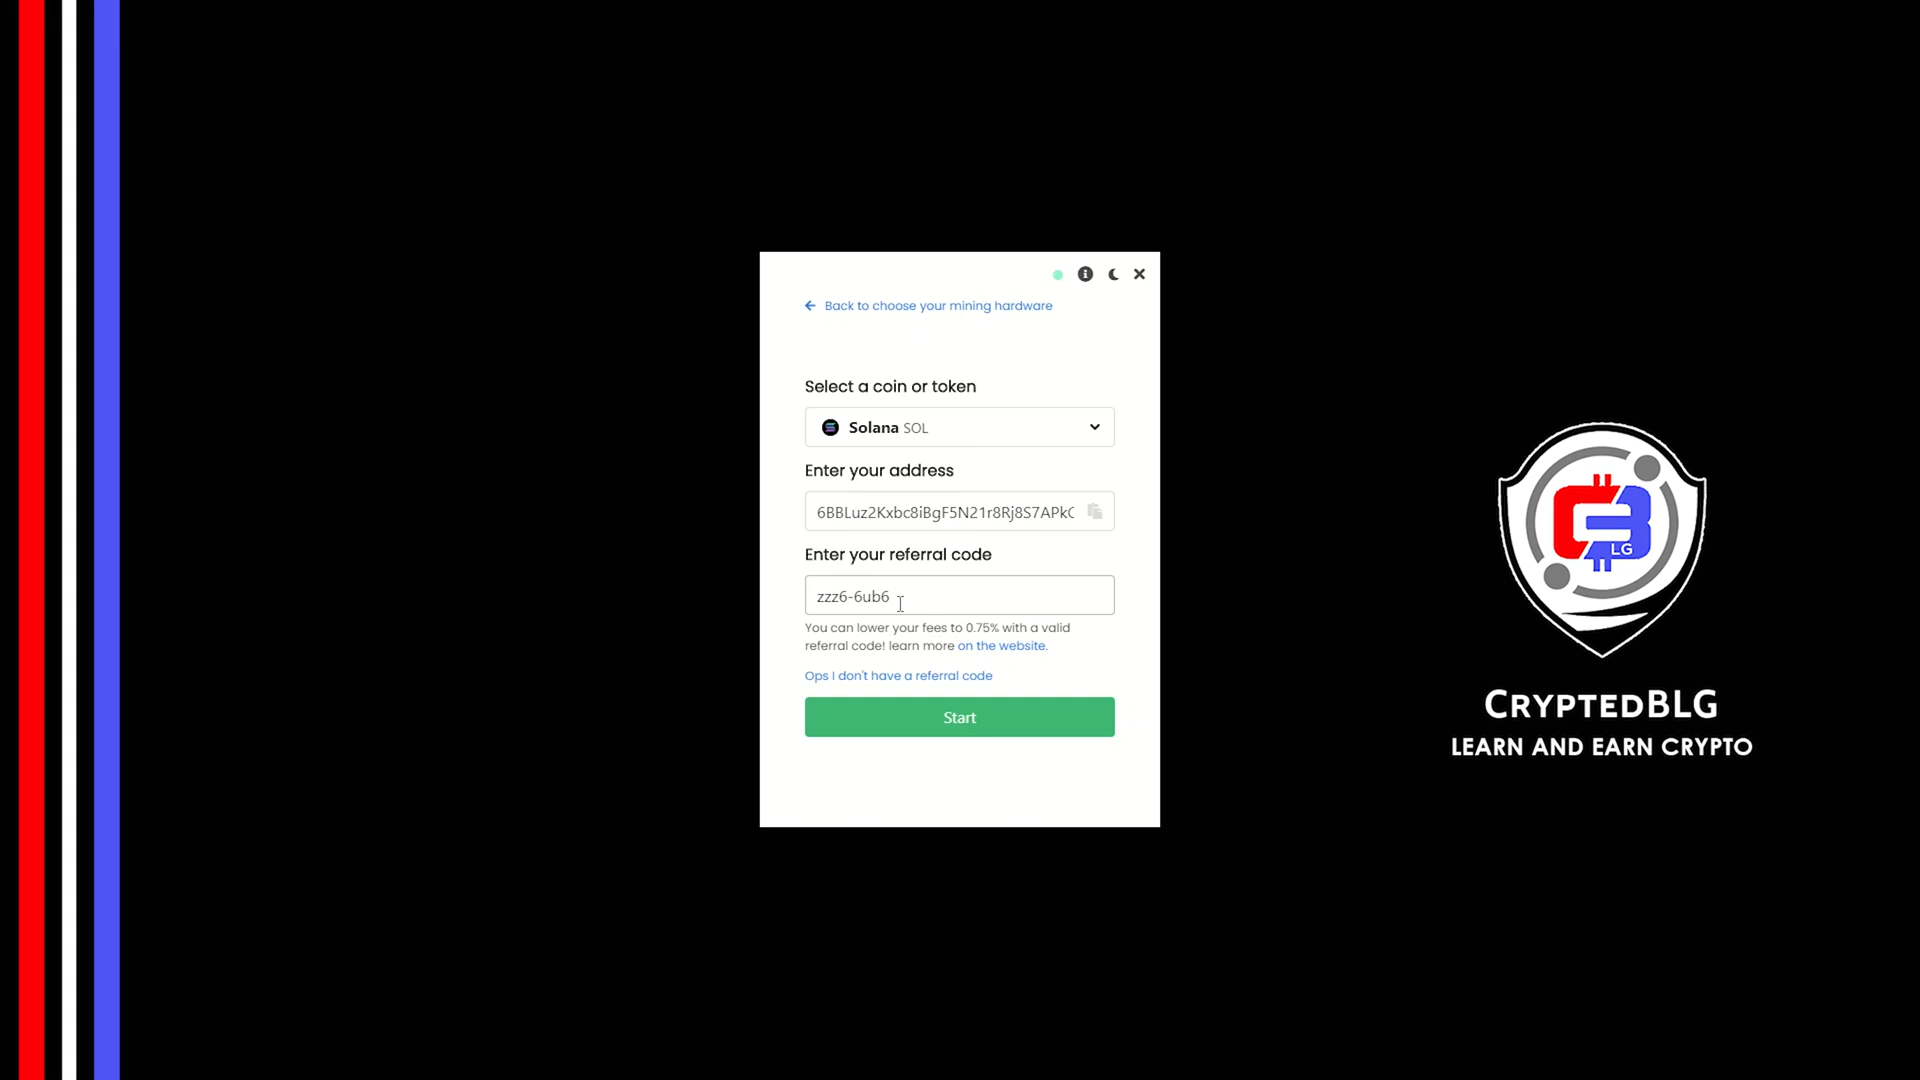 Back to choose your mining hardware
Select a coin or token
Solana SOL
Enter your address
6BBLuz2Kxbc8iBgF5N21r8Rj8S7APk
Enter your referral code
zzz6-6ub6
You can lower your fees to 0.75% with a valid
referral code! learn more on the website.
Ops I don't have a referral code
Start
LG
CRYPTEDBLG
LEARN AND EARN CRYPTO